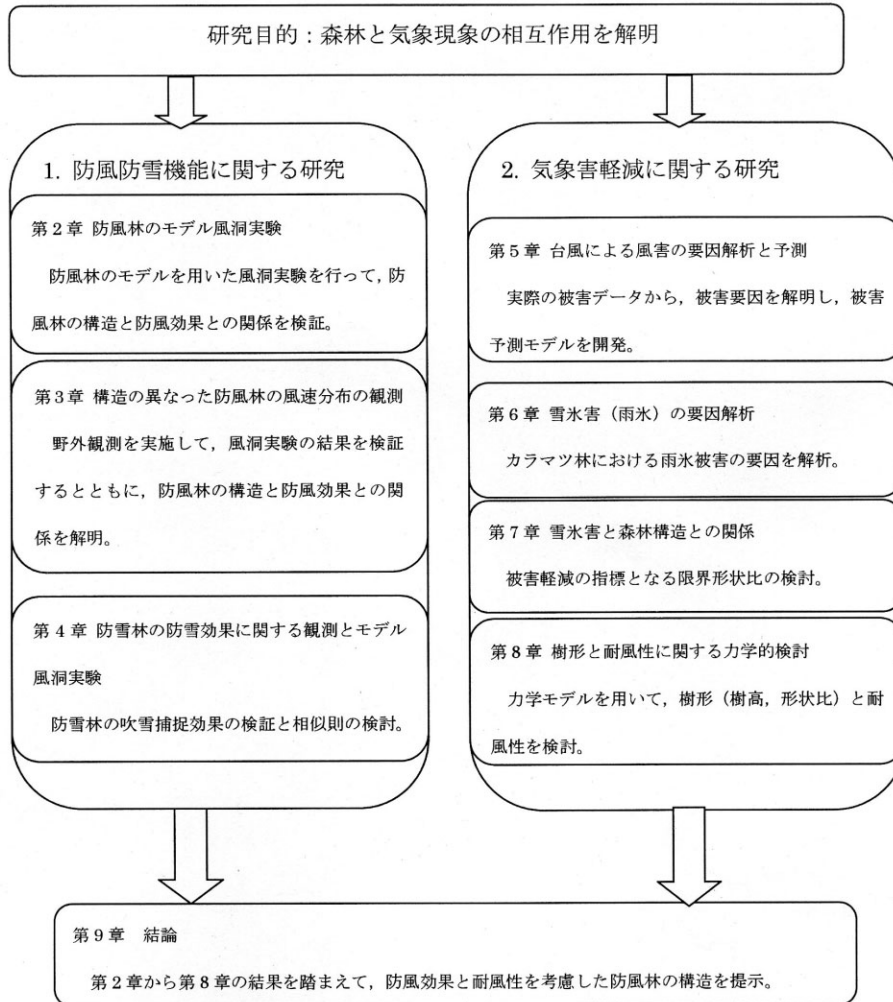 研究目的：森林と気象現象の相互作用を解明
1. 防風防雪機能に関する研究
第2章 防風林のモデル風洞実験
防風林のモデルを用いた風洞実験を行って，防
風林の構造と防風効果との関係を検証。
第3章 構造の異なった防風林の風速分布の観測
野外観測を実施して，風洞実験の結果を検証
するとともに，防風林の構造と防風効果との関
係を解明。
第4章 防雪林の防雪効果に関する観測とモデル
風洞実験
防雪林の吹雪捕捉効果の検証と相似則の検討。
2. 気象害軽減に関する研究
第5章 台風による風害の要因解析と予測
実際の被害データから，被害要因を解明し，被害
予測モデルを開発。
第6章 雪氷害（雨氷）の要因解析
カラマツ林における雨氷被害の要因を解析。
第7章 雪氷害と森林構造との関係
被害軽減の指標となる限界形状比の検討。
第8章 樹形と耐風性に関する力学的検討
力学モデルを用いて，樹形（樹高，形状比）と耐
風性を検討。
第9章　結論
第2章から第8章の結果を踏まえて，防風効果と耐風性を考慮した防風林の構造を提示。